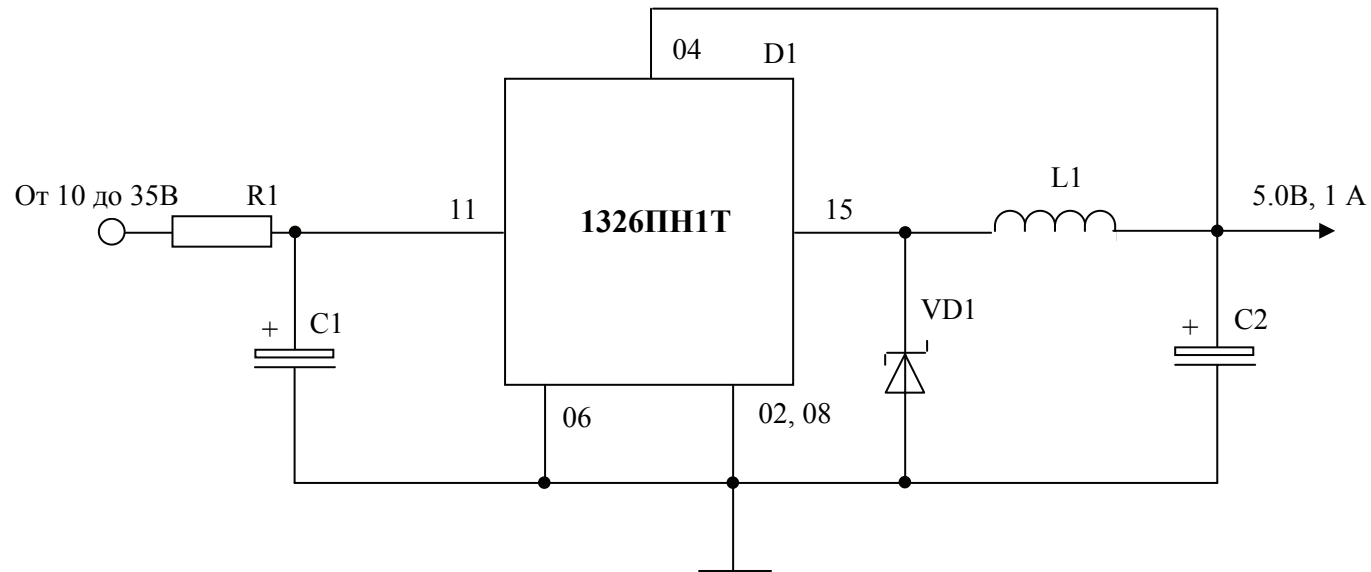 04
D1
От 10 до 35В
R1
11
1326ПН1Т
15
L1
5.0В, 1 А
+
C1
VD1
+
C2
06
02, 08